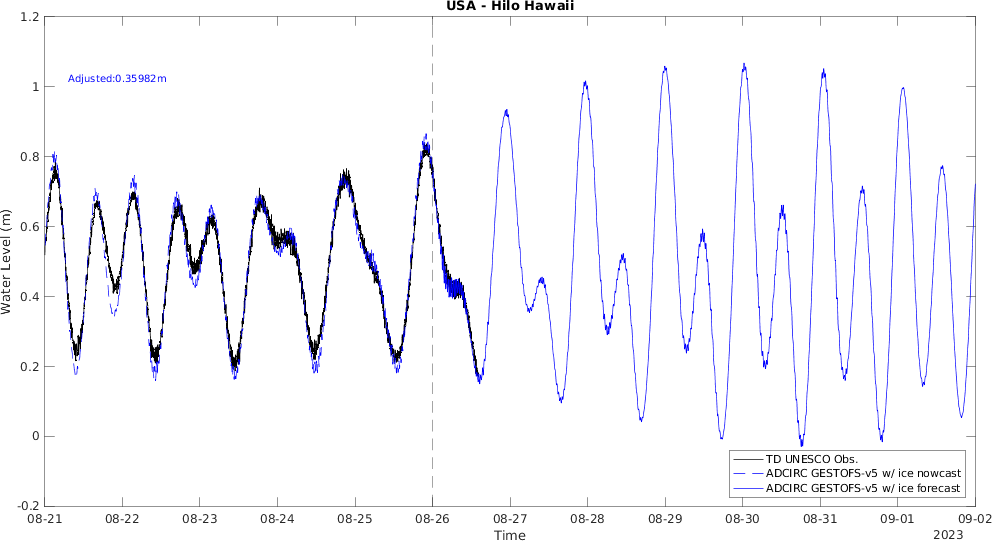 USA - Hilo Hawaii
Adjusted:0.35982m
Water Level (m)
1.2
1
0.8
0.6
0.4
0.2
0
-0.2
08-21 08-22 08-23 08-24 08-25 08-26 08-27 08-28 08-29 08-30 08-31 09-01 09-02
Time
2023
TD UNESCO Obs.
ADCIRC GESTOFS-v5 w/ ice nowcast
ADCIRC GESTOFS-v5 w/ ice forecast